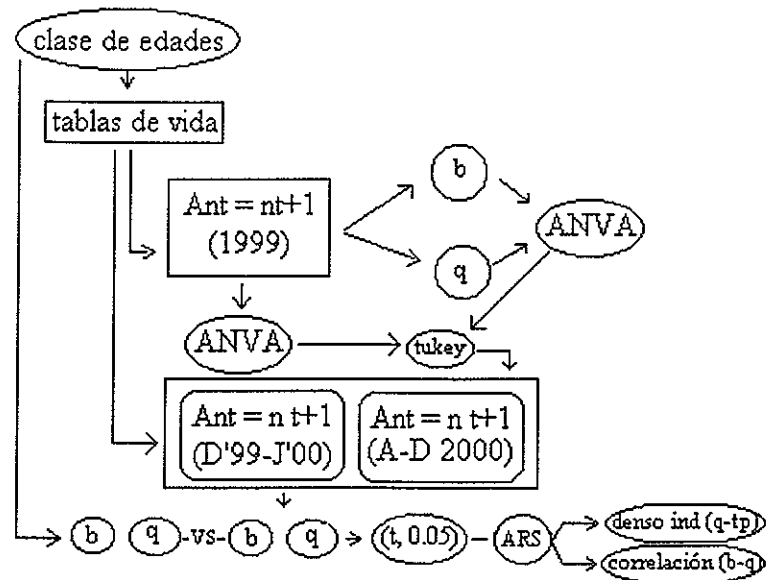 clase de edades
tablas de vida
Ant = nt+1
(1999)
b
q
ANVA
ANVA
tukey
Ant = n t+1
(D'99-J'00)
Ant = n t+1
(A-D 2000)
b q -vs- b q (t, 0.05) - ARS
denso ind (q-tp)
correlación (b-q)